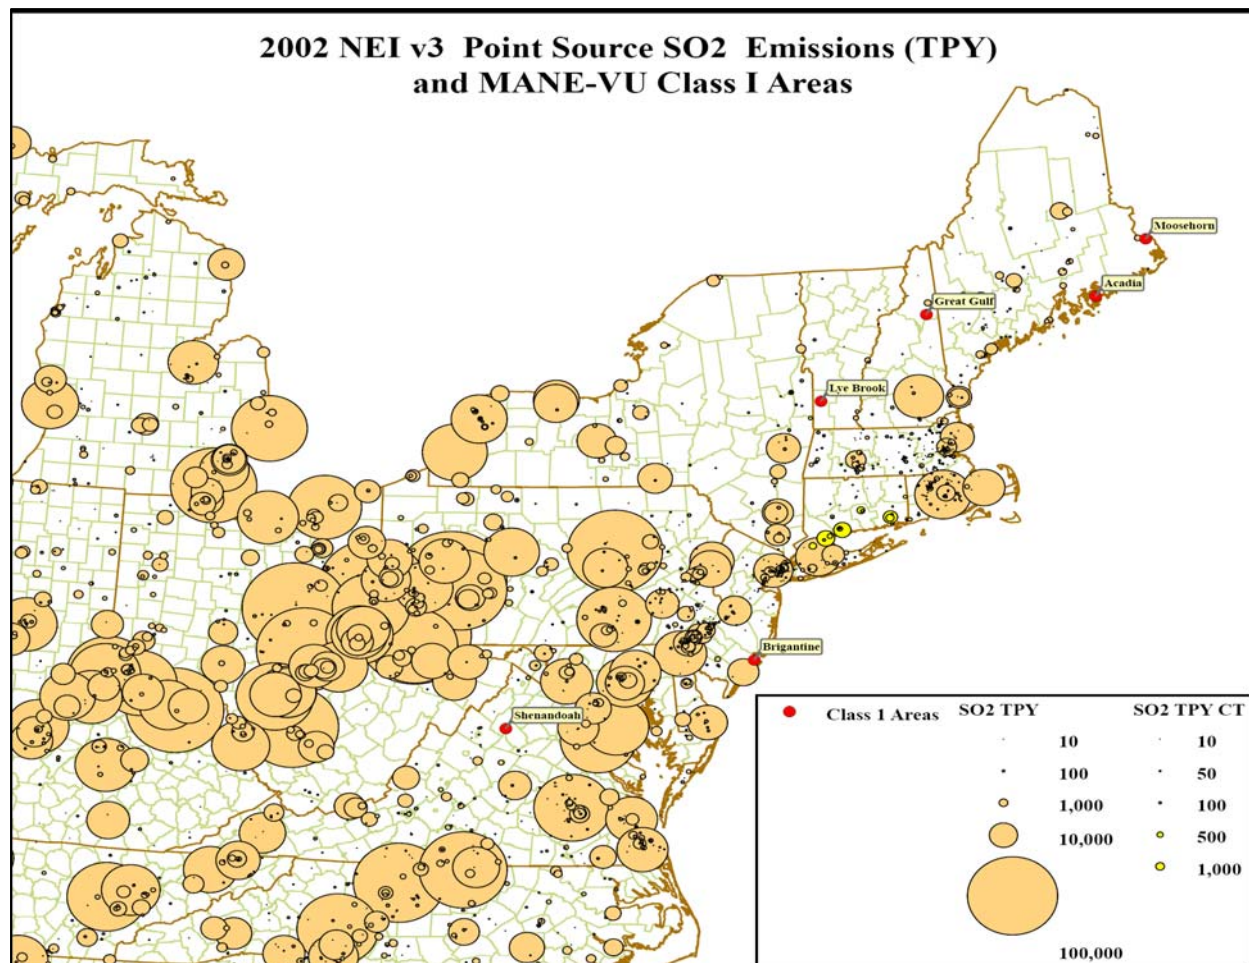 2002 NEI v3 Point Source SO2 Emissions (TPY)
and MANE-VU Class I Areas
Moosehorn
Acadia
Great Gulf
Lye Brook
Brigantine
Shenandoah
Class 1 Areas
SO2 TPY
10
100
1,000
10,000
100,000
SO2 TPY CT
10
50
100
500
1,000